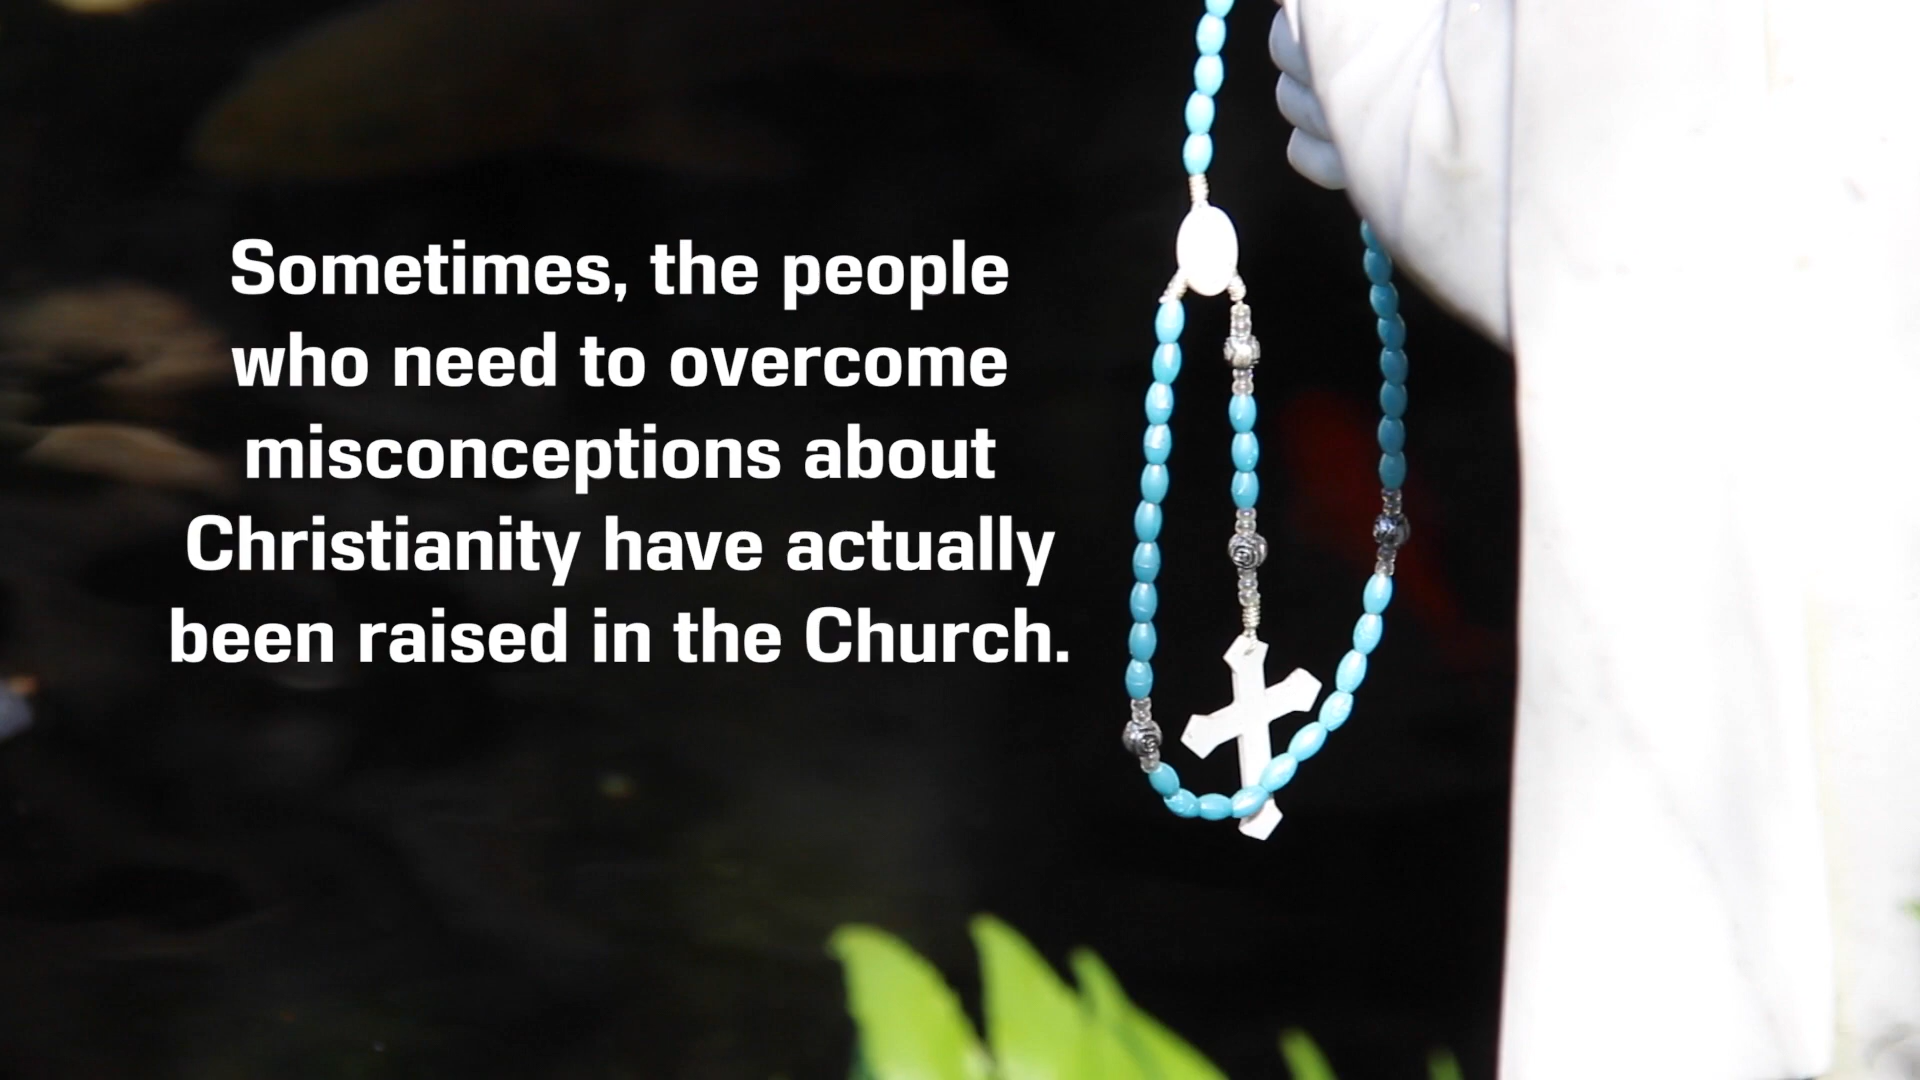 Sometimes, the people
who need to overcome
misconceptions about
Christianity have actually
been raised in the Church.